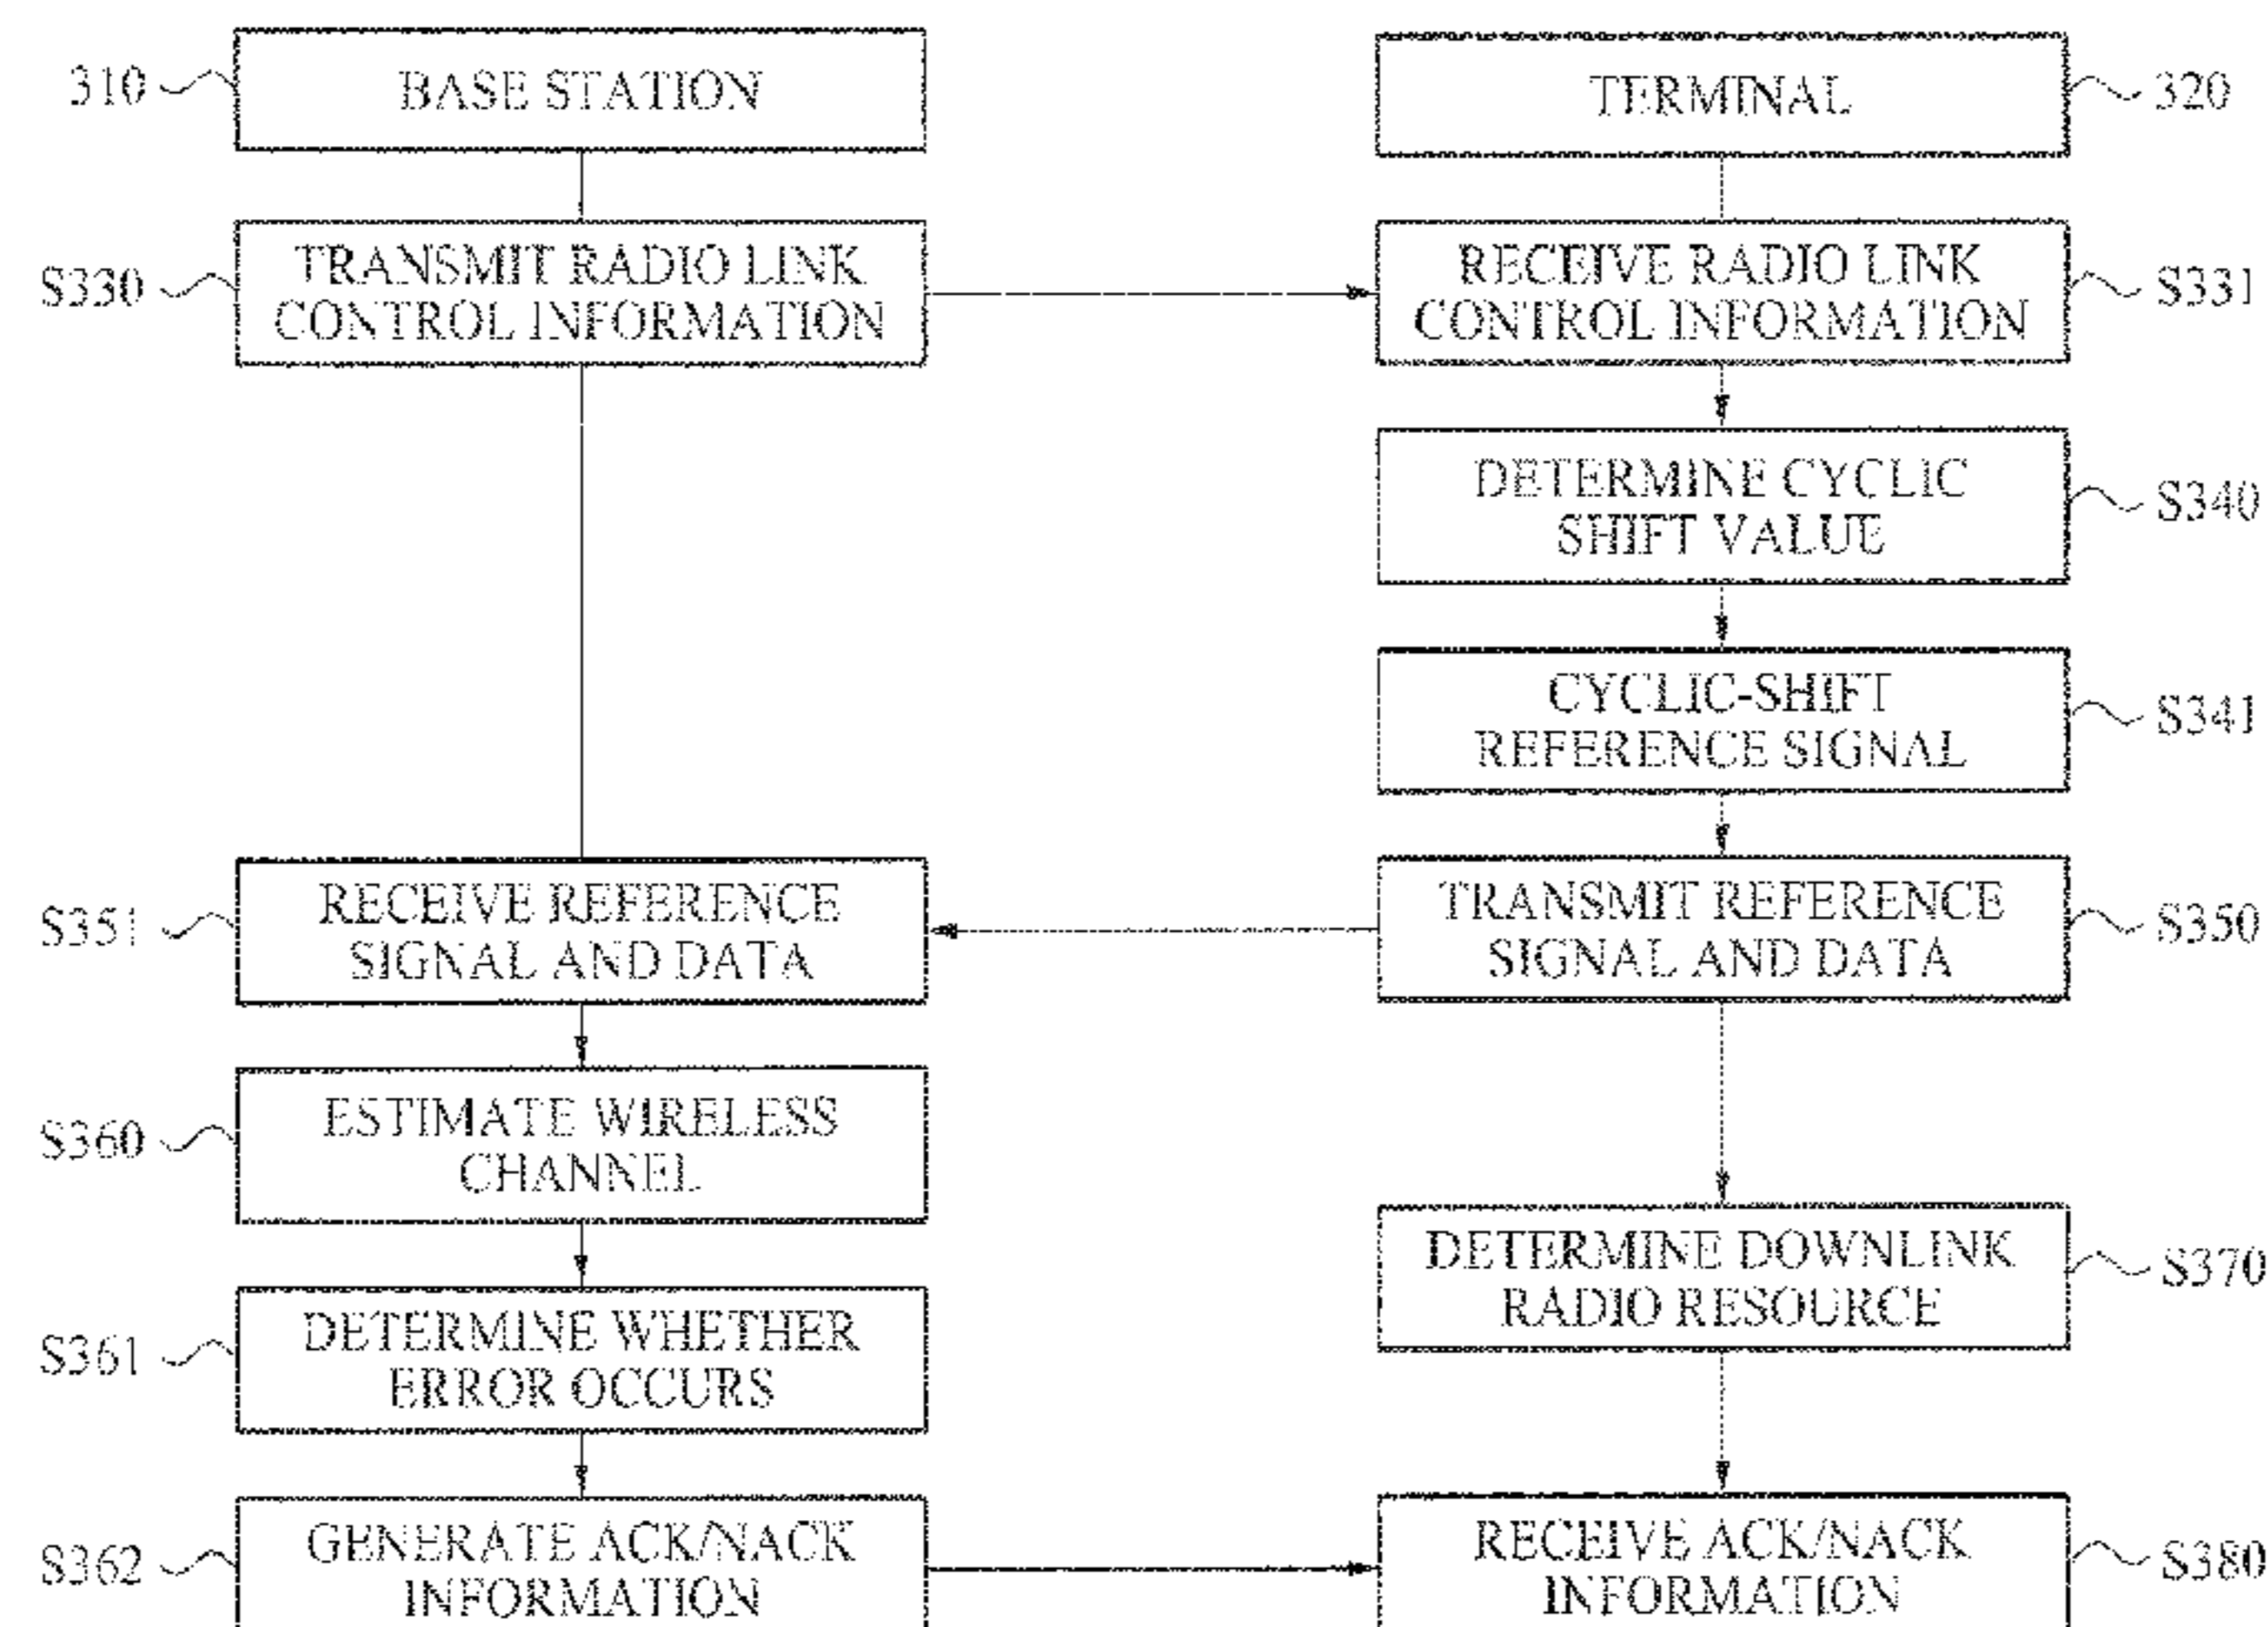 310
BASE STATION
TERMINAL
320
S330
TRANSMIT RADIO LINK
CONTROL INFORMATION
RECEIVE RADIO LINK
CONTROL INFORMATION
S331
DETERMINE CYCLIC
SHIFT VALUE
S340
CYCLIC-SHIFT
REFERENCE SIGNAL
S341
S351
RECEIVE REFERENCE
SIGNAL AND DATA
TRANSMIT REFERENCE
SIGNAL AND DATA
S350
S360
ESTIMATE WIRELESS
CHANNEL
DETERMINE DOWNLINK
RADIO RESOURCE
S370
S361
DETERMINE WHETHER
ERROR OCCURS
S362
GENERATE ACK/NACK
INFORMATION
RECEIVE ACK/NACK
INFORMATION
S380